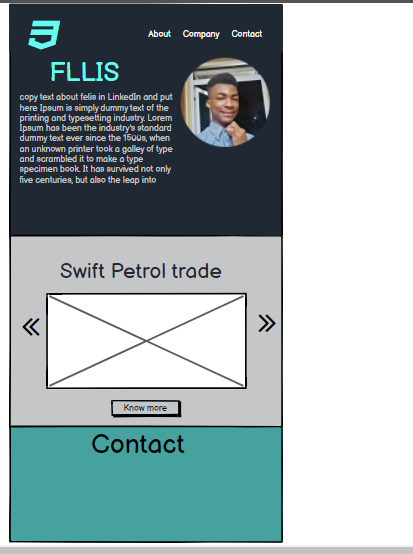 About Company Contact
FLLIS
copy text about felis in LinkedIn and put
here Ipsum is simply dummy text of the
printing and typesetting industry. Lorem
Ipsum has been the industry's standard
dummy text ever since the 1500s, when
an unknown printer took a galley of type
and scrambled it to make a type
specimen book. It has survived not only
five centuries, but also the leap into
Swift Petrol trade
Know more
Contact